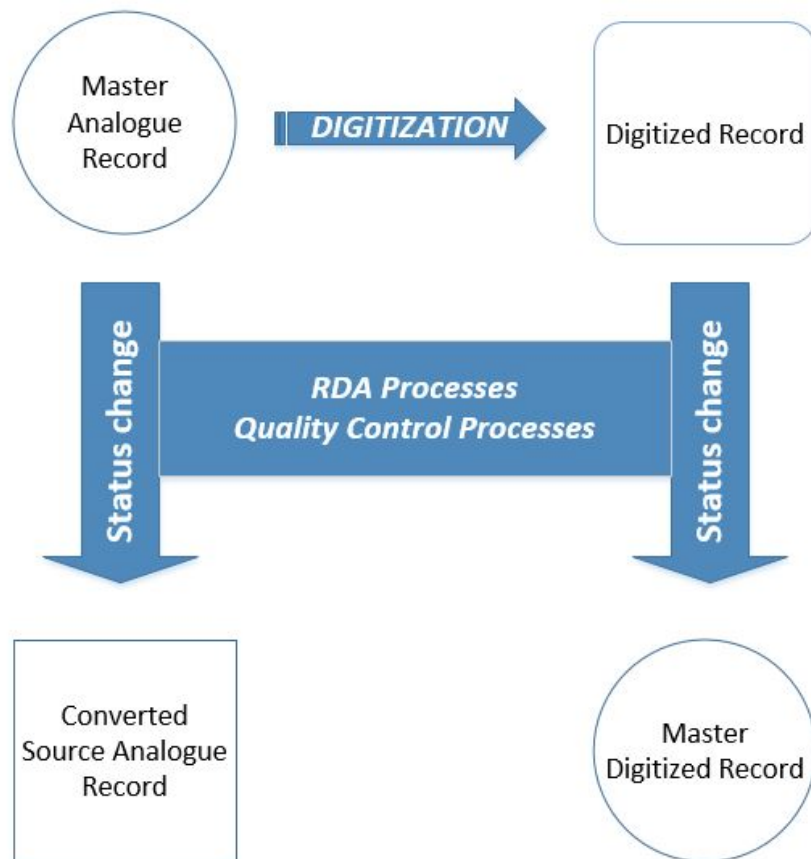 Master
Analogue
Record
DIGITIZATION
Digitized Record
Status change
RDA Processes
Quality Control Processes
Status change
Converted
Source Analogue
Record
Master
Digitized Record